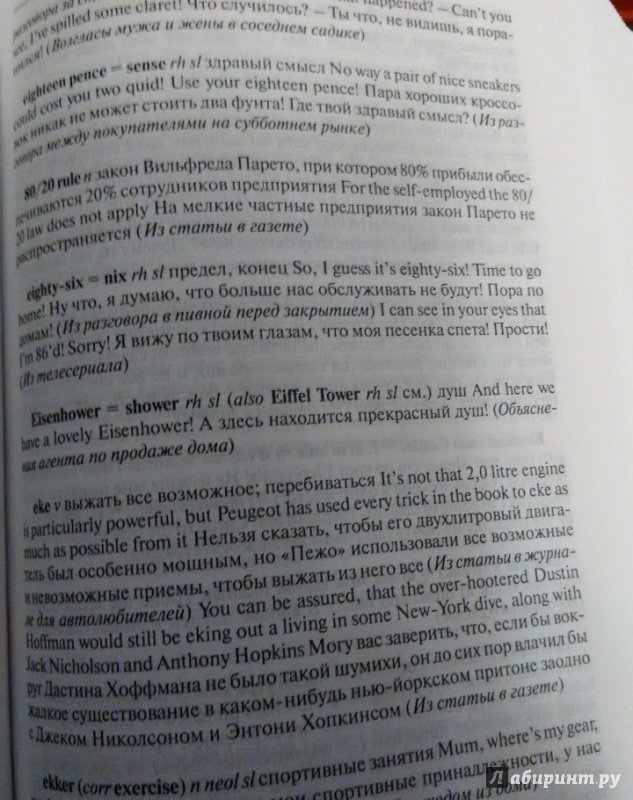 разговора за
happened? – Can't you
see, I've spilled some claret! Что случилось? – Ты что, не видишь, я пора-
нился! (Возгласы мужа и жены в соседнем садике)
eighteen pence = sense rh sl здравый смысл No way a pair of nice sneakers
could cost you two quid! Use your eighteen pence! Пара хороших кроссо-
вок никак не может стоить два фунта! Где твой здравый смысл? (Из раз-
говора между покупателями на субботнем рынке)
80/20 rule n закон Вильфреда Парето, при котором 80% прибыли обес-
печиваются 20% сотрудников предприятия For the self-employed the 80/
20 law does not apply На мелкие частные предприятия закон Парето не
распространяется (Из статьи в газете)
eighty-six = nix rh sl предел, конец So, I guess it's eighty-six! Time to go
home! Ну что, я думаю, что больше нас обслуживать не будут! Пора по
домам! (Из разговора в пивной перед закрытием) I can see in your eyes that
I'm 86'd! Sorry! Я вижу по твоим глазам, что моя песенка спета! Прости!
(Из телесериала)
Eisenhower = shower rh sl (also Eiffel Tower rh sl см.) душ And here we
have a lovely Eisenhower! А здесь находится прекрасный душ! (Объясне-
ния агента по продаже дома)
eke v выжать все возможное; перебиваться It's not that 2,0 litre engine
is particularly powerful, but Peugeot has used every trick in the book to eke as
much as possible from it Нельзя сказать, чтобы его двухлитровый двига-
тель был особенно мощным, но «Пежо» использовали все возможные
и невозможные приемы, чтобы выжать из него все (Из статьи в журна-
ле для автолюбителей) You can be assured, that the over-hootered Dustin
Hoffman would still be eking out a living in some New-York dive, along with
Jack Nicholson and Anthony Hopkins Могу вас заверить, что, если бы вок-
руг Дастина Хоффмана не было такой шумихи, он до сих пор влачил бы
жалкое существование в каком-нибудь нью-йоркском притоне заодно
с Джеком Николсоном и Энтони Хопкинсом (Из статьи в газете)
ekker (corr exercise) n neol sl спортивные занятия Mum, where's my gear,
мои спортивные принадлежности, у нас
ходом из дома)
Лабиринт.ру